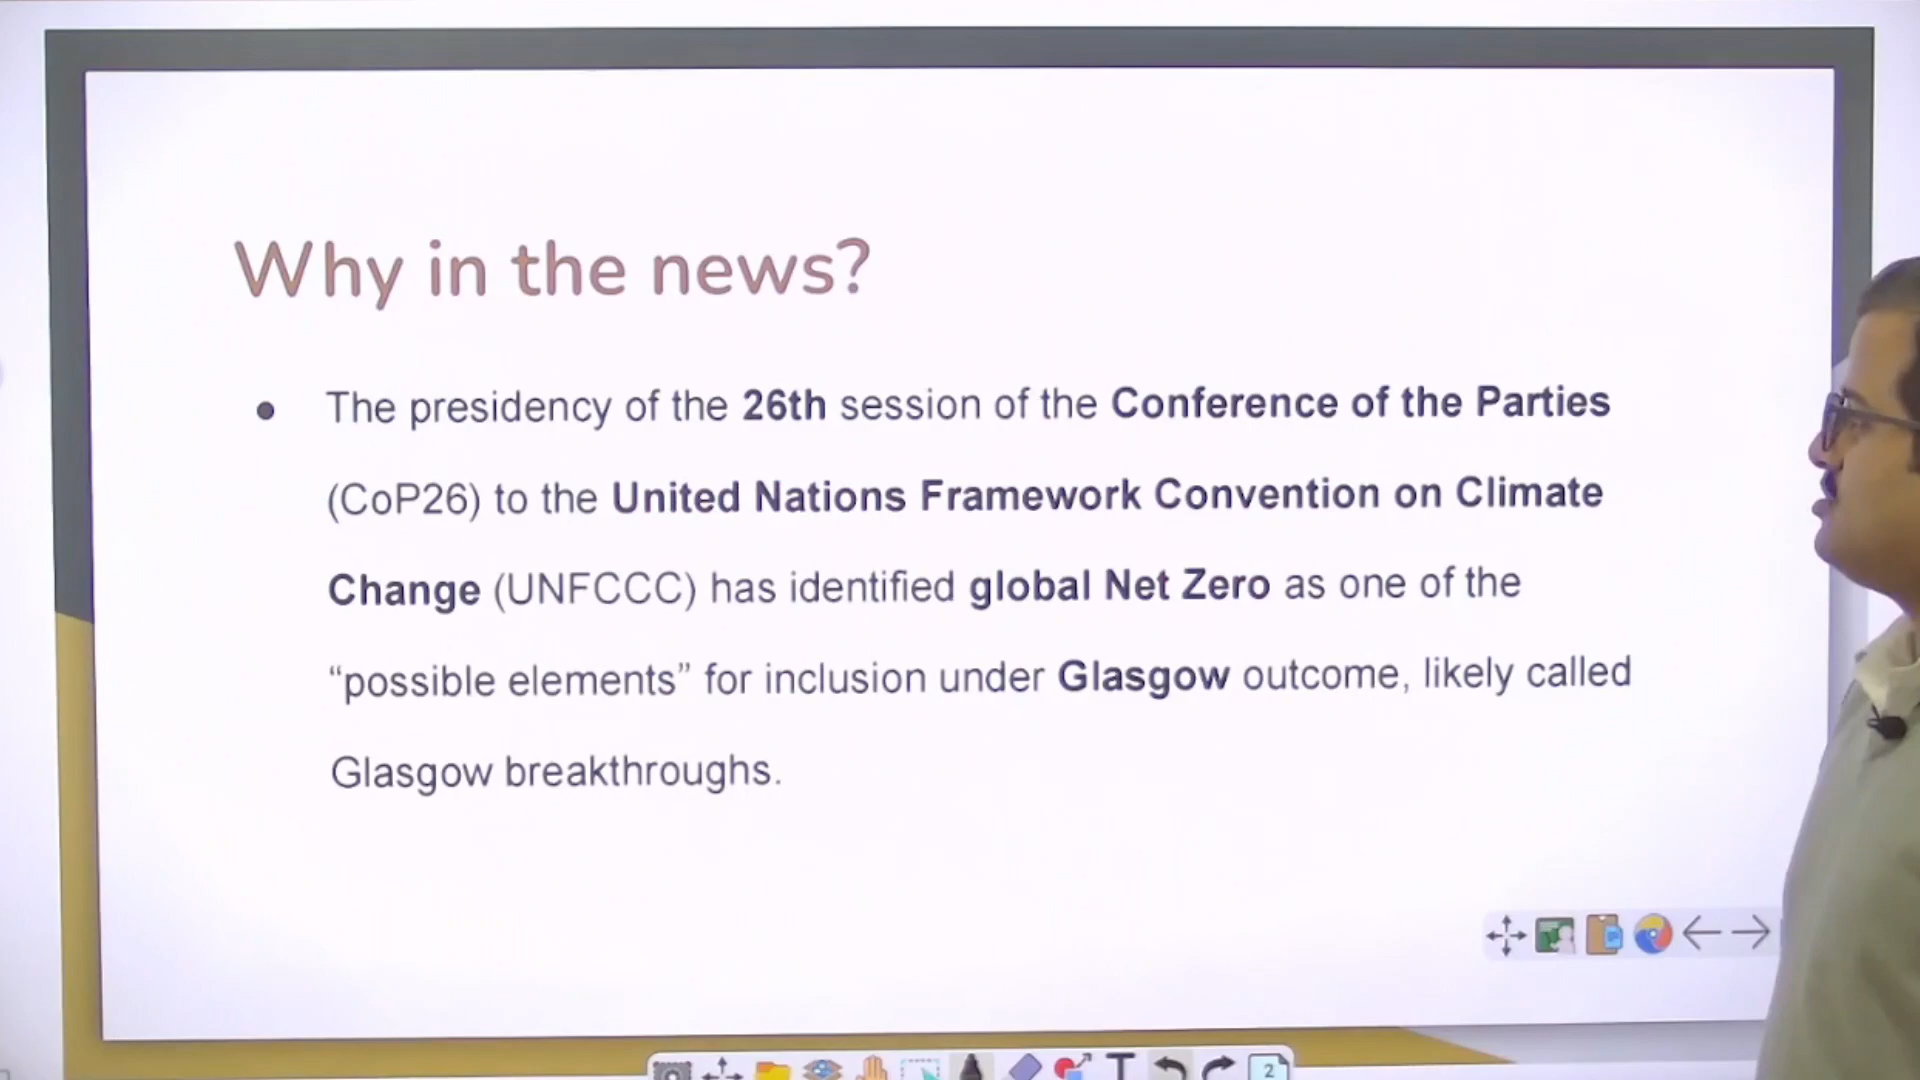 Why in the news?
● The presidency of the 26th session of the Conference of the Parties
(CoP26) to the United Nations Framework Convention on Climate
Change (UNFCCC) has identified global Net Zero as one of the
“possible elements” for inclusion under Glasgow outcome, likely called
Glasgow breakthroughs.
2